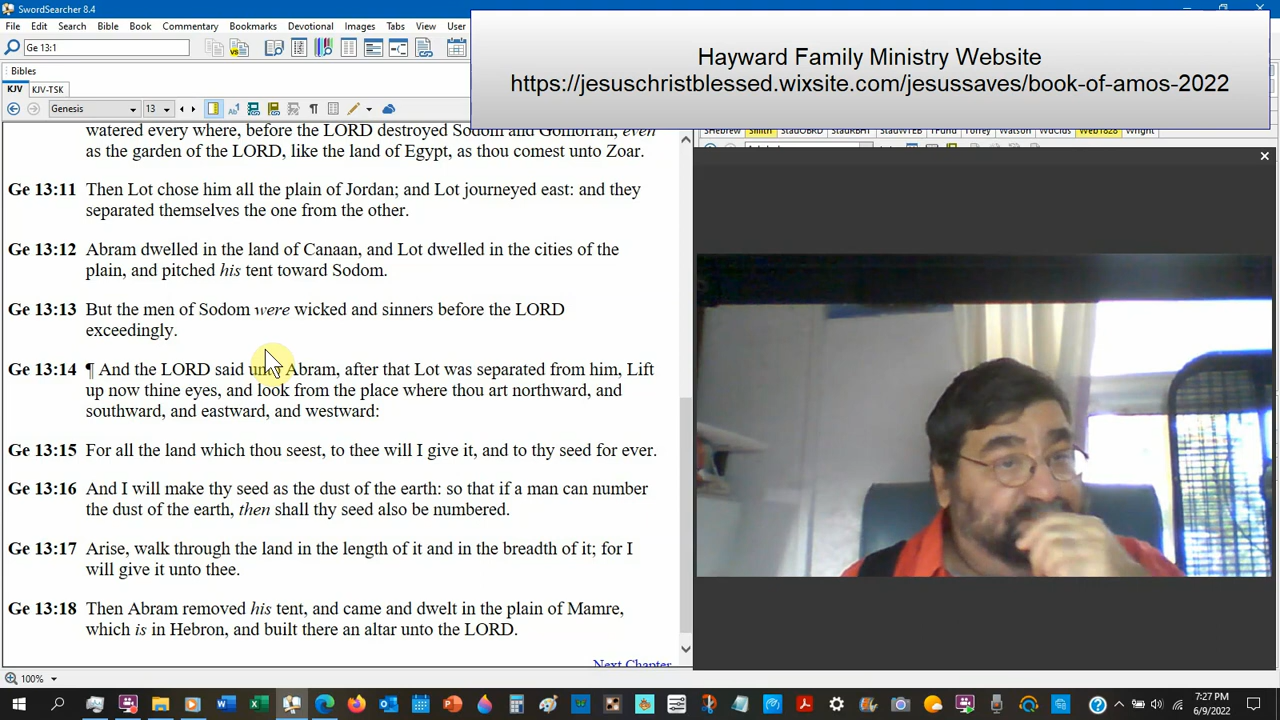 SwordSearcher 8.4
File Edit Search Bible Book Commentary Bookmarks Devotional Images Tabs View User
Hayward Family Ministry Website
https://jesuschristblessed.wixsite.com/jesussaves/book-of-amos-2022
Ge 13:1
Bibles
KJV KJV-TSK
Genesis 13
watered every where, before the LORD destroyed Sodom and Gomorrah, even
as the garden of the LORD, like the land of Egypt, as thou comest unto Zoar.
Ge 13:11 Then Lot chose him all the plain of Jordan; and Lot journeyed east: and they
separated themselves the one from the other.
Ge 13:12 Abram dwelled in the land of Canaan, and Lot dwelled in the cities of the
plain, and pitched his tent toward Sodom.
Ge 13:13 But the men of Sodom were wicked and sinners before the LORD
exceedingly.
Ge 13:14 ¶ And the LORD said unto Abram, after that Lot was separated from him, Lift
up now thine eyes, and look from the place where thou art northward, and
southward, and eastward, and westward:
Ge 13:15 For all the land which thou seest, to thee will I give it, and to thy seed for ever.
Ge 13:16 And I will make thy seed as the dust of the earth: so that if a man can number
the dust of the earth, then shall thy seed also be numbered.
Ge 13:17 Arise, walk through the land in the length of it and in the breadth of it; for I
will give it unto thee.
Ge 13:18 Then Abram removed his tent, and came and dwelt in the plain of Mamre,
which is in Hebron, and built there an altar unto the LORD.
Next Chapter
100%
7:27 PM
6/9/2022